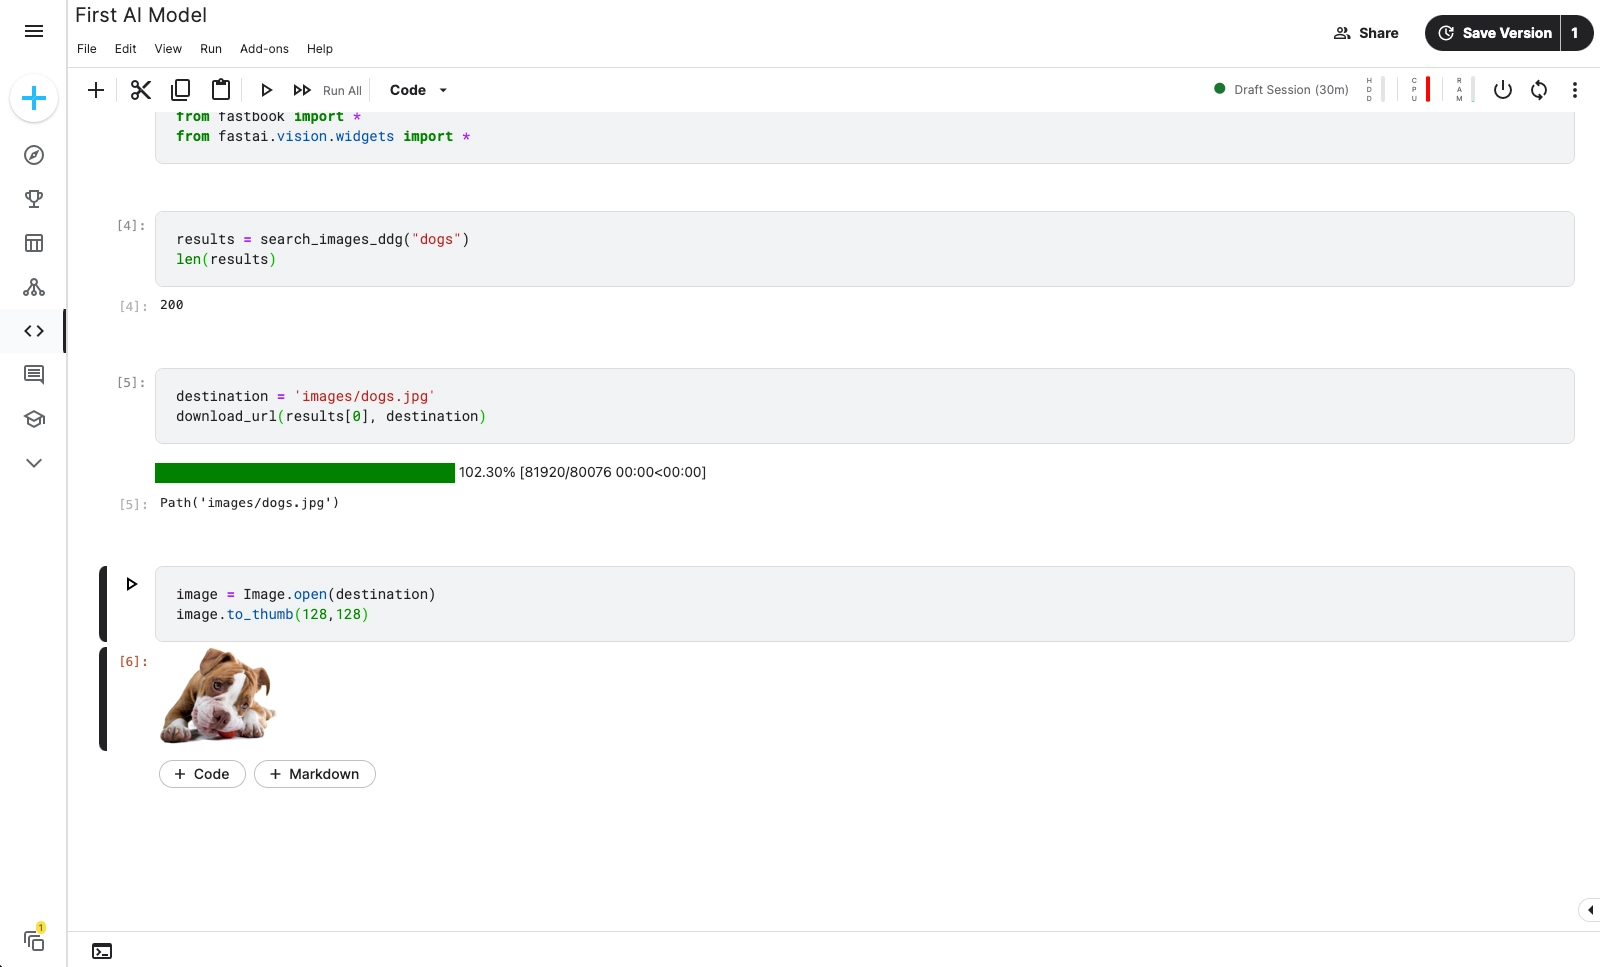 First AI Model
File Edit View Run Add-ons Help
Share
Save Version 1
Run All
Code
Draft Session (30m)
HDD
CPU
RAM
from fastbook import *
from fastai.vision.widgets import *
[4]:
results = search_images_ddg("dogs")
len(results)
[4]: 200
[5]:
destination = 'images/dogs.jpg'
download_url(results[0], destination)
102.30% [81920/80076 00:00<00:00]
[5]: Path('images/dogs.jpg')
image = Image.open(destination)
image.to_thumb(128,128)
[6]:
+ Code + Markdown
1